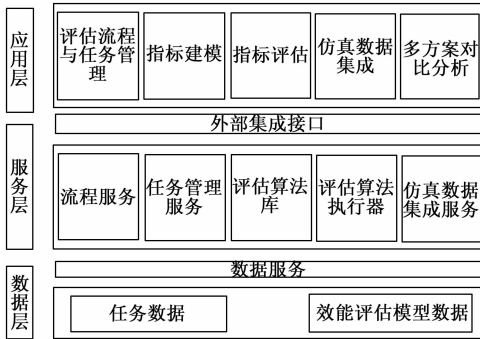 应用层
评估流程
与任务管
理
指标建模
指标评估
仿真数据
集成
多方案对
比分析
外部集成接口
服务层
流程服务
任务管理
服务
评估算法
库
评估算法
执行器
仿真数据
集成服务
数据服务
数据层
任务数据
效能评估模型数据